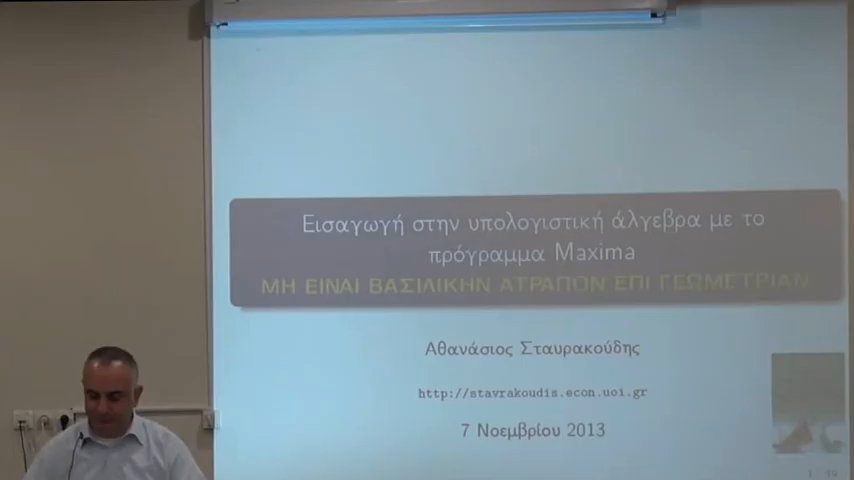 Εισαγωγή στην υπολογιστική άλγεβρα με το
πρόγραμμα Maxima
ΜΗ ΕΙΝΑΙ ΒΑΣΙΛΙΚΗΝ ΑΤΡΑΠΟΝ ΕΠΙ ΓΕΩΜΕΤΡΙΑΝ
Αθανάσιος Σταυρακούδης
http://stavrakoudis.econ.uoi.gr
7 Νοεμβρίου 2013